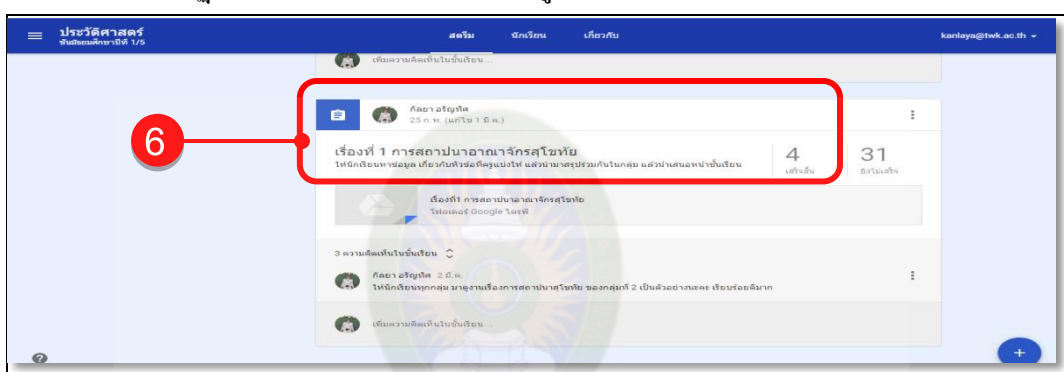 ประวัติศาสตร์
ชั้นมัธยมศึกษาปีที่ 1/5
สตรีม นักเรียน เกี่ยวกับ
kanlaya@twk.ac.th
เพิ่มความคิดเห็นในชั้นเรียน...
กัลยา อรัญทิศ
25 ก.พ. (แก้ไข 1 มี.ค.)
6
เรื่องที่ 1 การสถาปนาอาณาจักรสุโขทัย
ให้นักเรียนหาข้อมูล เกี่ยวกับหัวข้อที่ครูแบ่งให้ แล้วนำมาสรุปร่วมกันในกลุ่ม แล้วนำเสนอหน้าชั้นเรียน
4 31
เสร็จสิ้น ยังไม่เสร็จ
เรื่องที่1 การสถาปนาอาณาจักรสุโขทัย
โฟลเดอร์ Google ไดรฟ์
3 ความคิดเห็นในชั้นเรียน
กัลยา อรัญทิศ 2 มี.ค.
ให้นักเรียนทุกกลุ่ม มาดูงานเรื่องการสถาปนาสุโขทัย ของกลุ่มที่ 2 เป็นตัวอย่างนะคะ เรียบร้อยดีมาก
เพิ่มความคิดเห็นในชั้นเรียน...